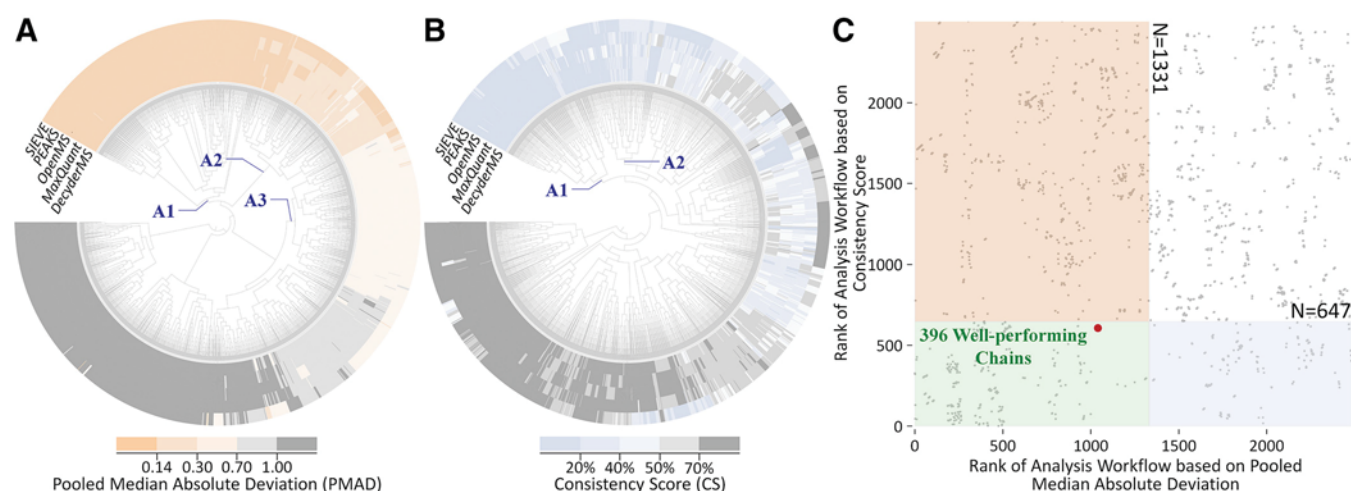 A
SIEVE
PEAKS
OpenMS
MaxQuant
DecyderMS
A1
A2
A3
0.14 0.30 0.70 1.00
Pooled Median Absolute Deviation (PMAD)
B
SIEVE
PEAKS
OpenMS
MaxQuant
DecyderMS
A1
A2
20% 40% 50% 70%
Consistency Score (CS)
C
Rank of Analysis Workflow based on
Consistency Score
2000
1500
1000
500
0
N=1331
N=647
396 Well-performing
Chains
0 500 1000 1500 2000
Rank of Analysis Workflow based on Pooled
Median Absolute Deviation